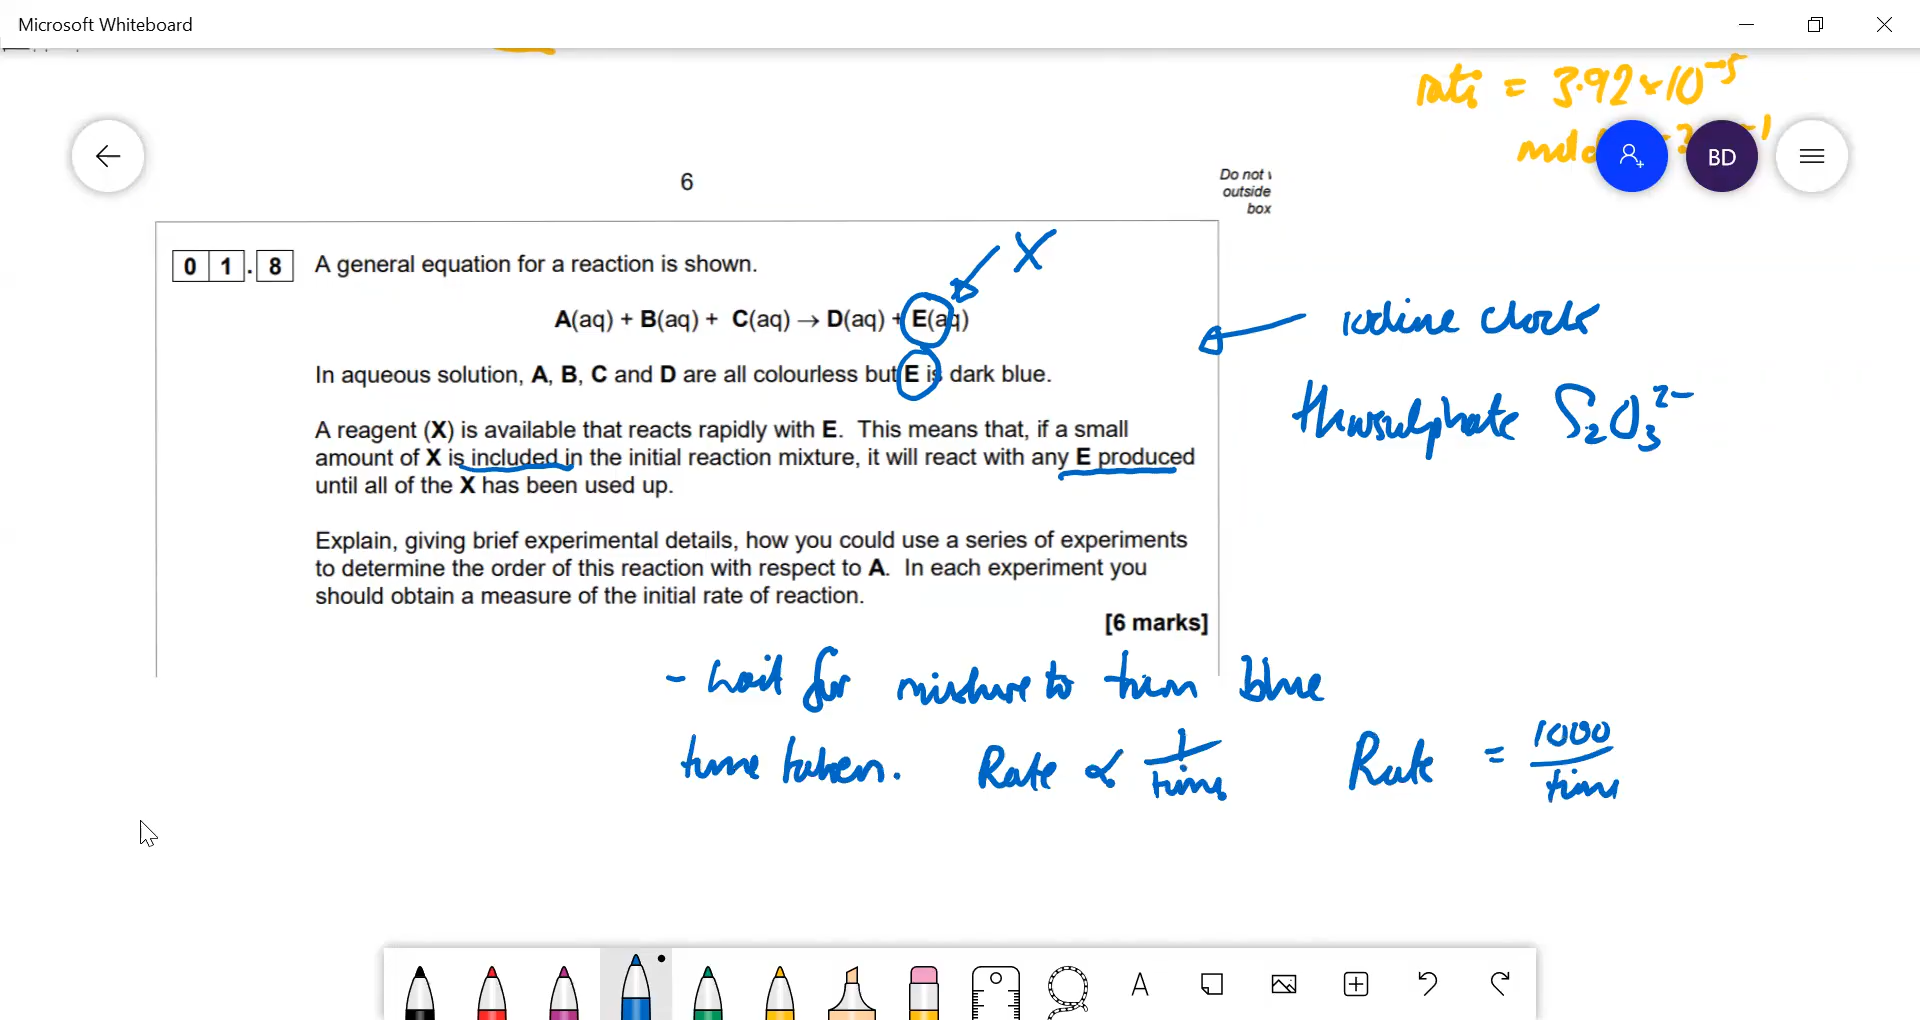 Microsoft Whiteboard
rate = 3.92 × 10⁻⁵
BD
6
Do not
outside
box
01.8 A general equation for a reaction is shown.
X
A(aq) + B(aq) + C(aq) → D(aq) + E(aq)
iodine clock
In aqueous solution, A, B, C and D are all colourless but E is dark blue.
thiosulphate S₂O₃²⁻
A reagent (X) is available that reacts rapidly with E. This means that, if a small
amount of X is included in the initial reaction mixture, it will react with any E produced
until all of the X has been used up.
Explain, giving brief experimental details, how you could use a series of experiments
to determine the order of this reaction with respect to A. In each experiment you
should obtain a measure of the initial rate of reaction.
[6 marks]
- wait for mixture to turn blue
time taken. Rate ∝ 1/time Rate = 1000/time
A